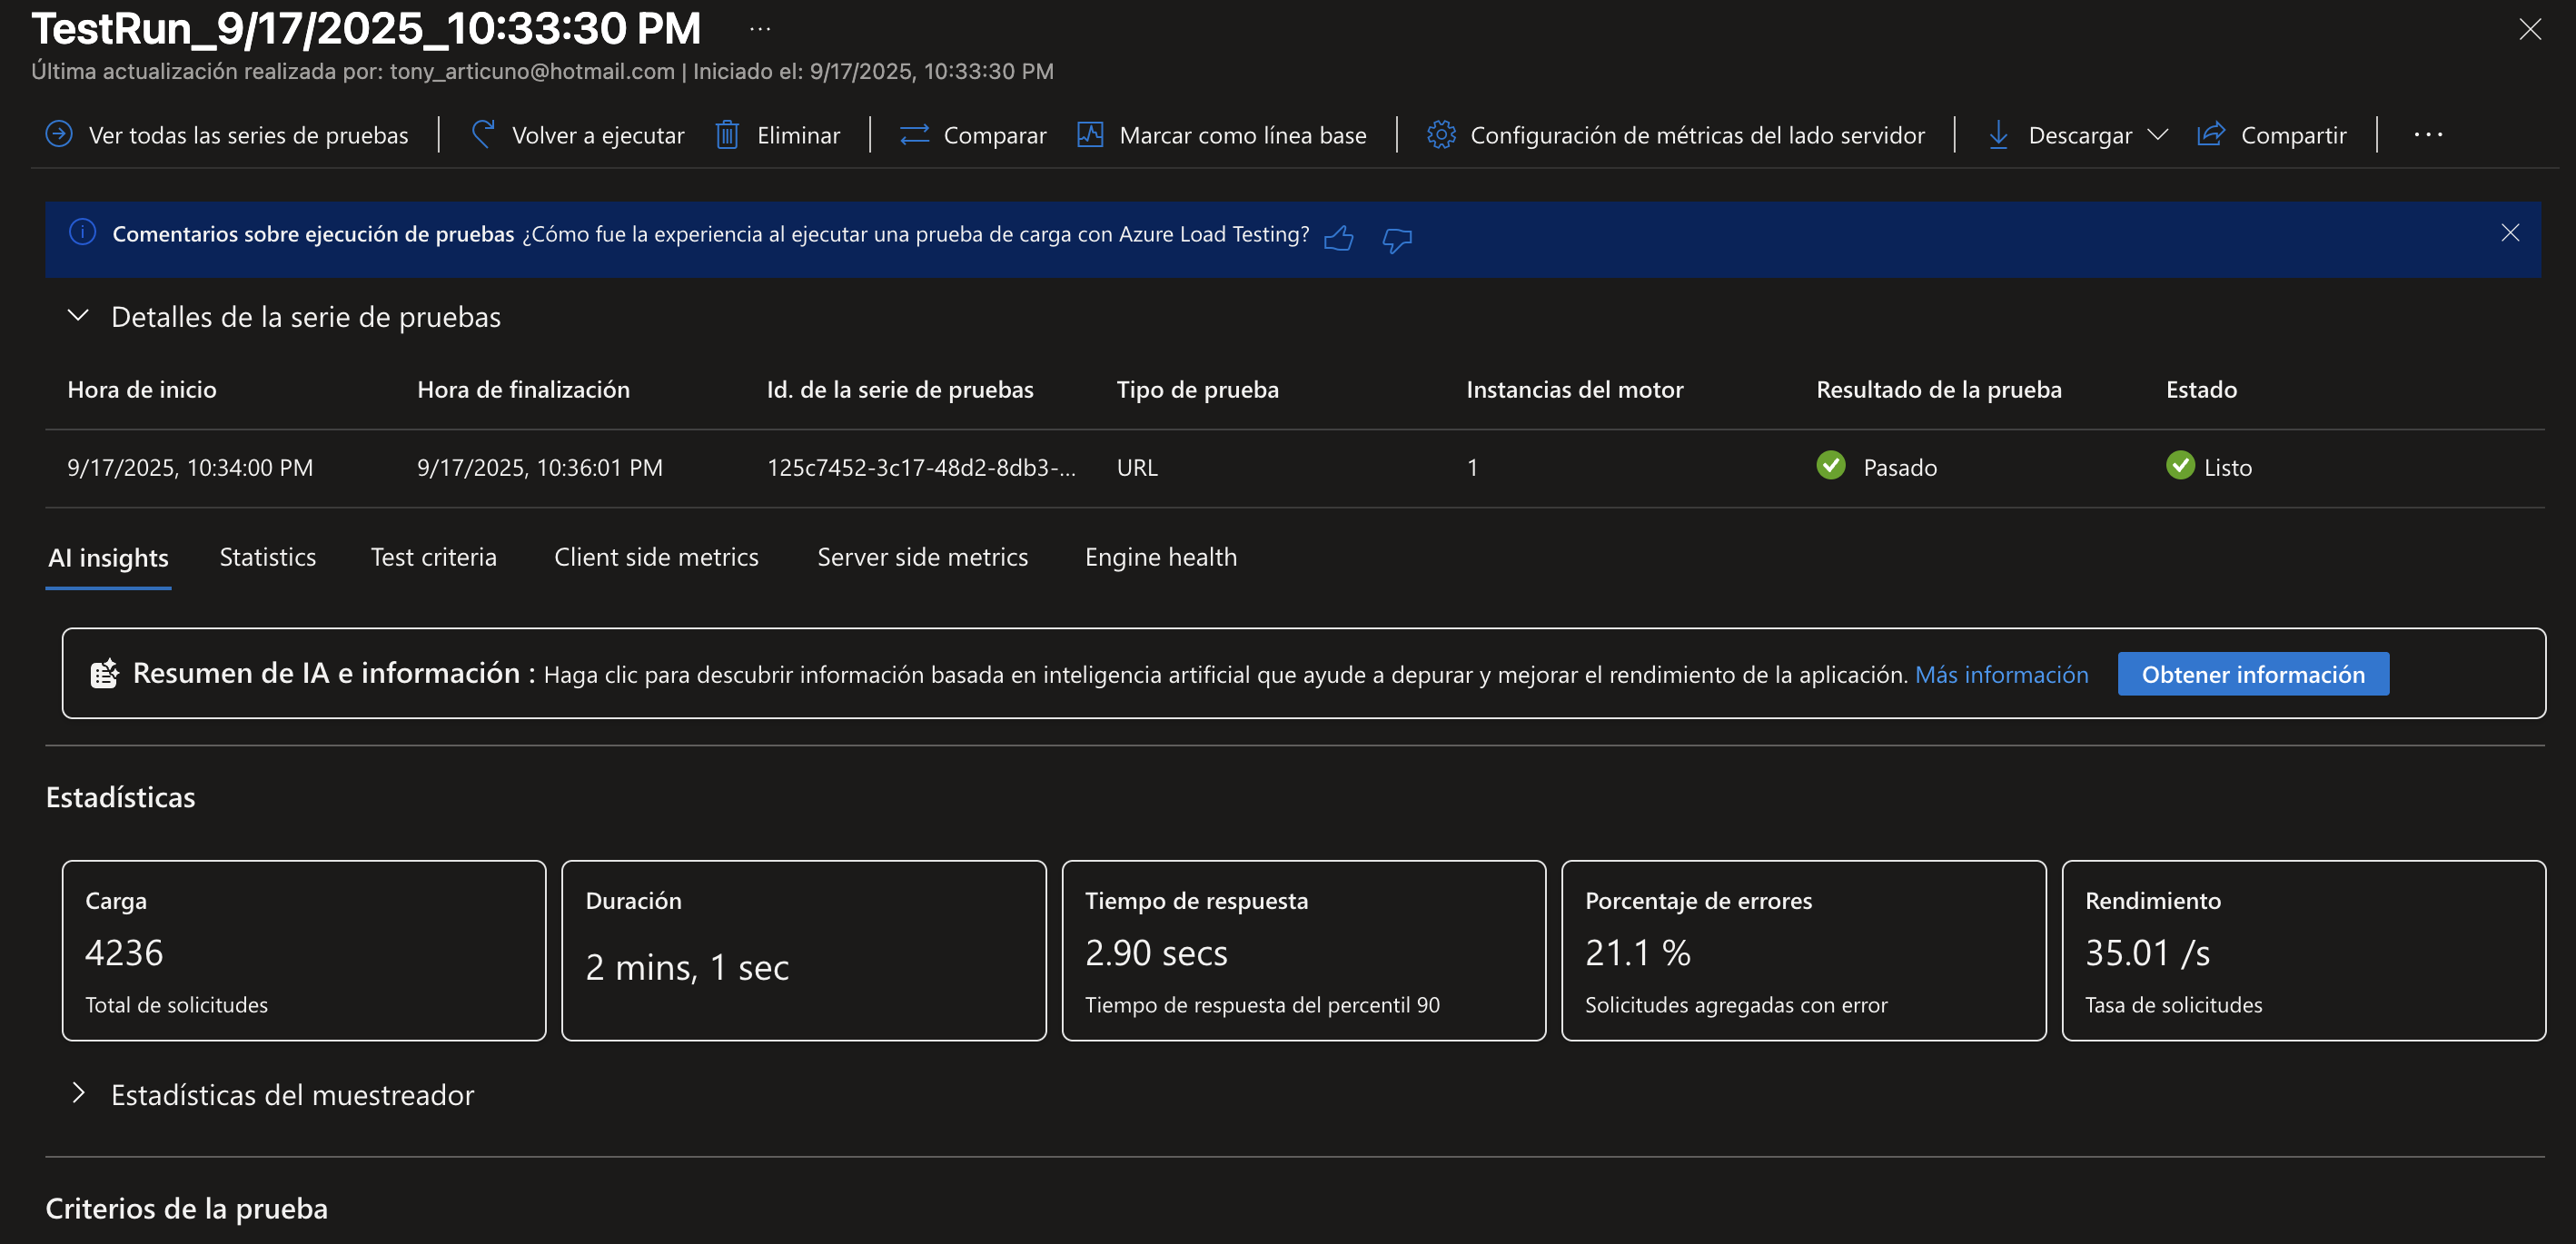 TestRun_9/17/2025_10:33:30 PM ...
Última actualización realizada por: tony_articuno@hotmail.com | Iniciado el: 9/17/2025, 10:33:30 PM
Ver todas las series de pruebas | Volver a ejecutar Eliminar | Comparar Marcar como línea base | Configuración de métricas del lado servidor | Descargar Compartir | ...
Comentarios sobre ejecución de pruebas ¿Cómo fue la experiencia al ejecutar una prueba de carga con Azure Load Testing?
Detalles de la serie de pruebas
Hora de inicio Hora de finalización Id. de la serie de pruebas Tipo de prueba Instancias del motor Resultado de la prueba Estado
9/17/2025, 10:34:00 PM 9/17/2025, 10:36:01 PM 125c7452-3c17-48d2-8db3-... URL 1 Pasado Listo
AI insights Statistics Test criteria Client side metrics Server side metrics Engine health
Resumen de IA e información : Haga clic para descubrir información basada en inteligencia artificial que ayude a depurar y mejorar el rendimiento de la aplicación. Más información Obtener información
Estadísticas
Carga
4236
Total de solicitudes
Duración
2 mins, 1 sec
Tiempo de respuesta
2.90 secs
Tiempo de respuesta del percentil 90
Porcentaje de errores
21.1 %
Solicitudes agregadas con error
Rendimiento
35.01 /s
Tasa de solicitudes
Estadísticas del muestreador
Criterios de la prueba